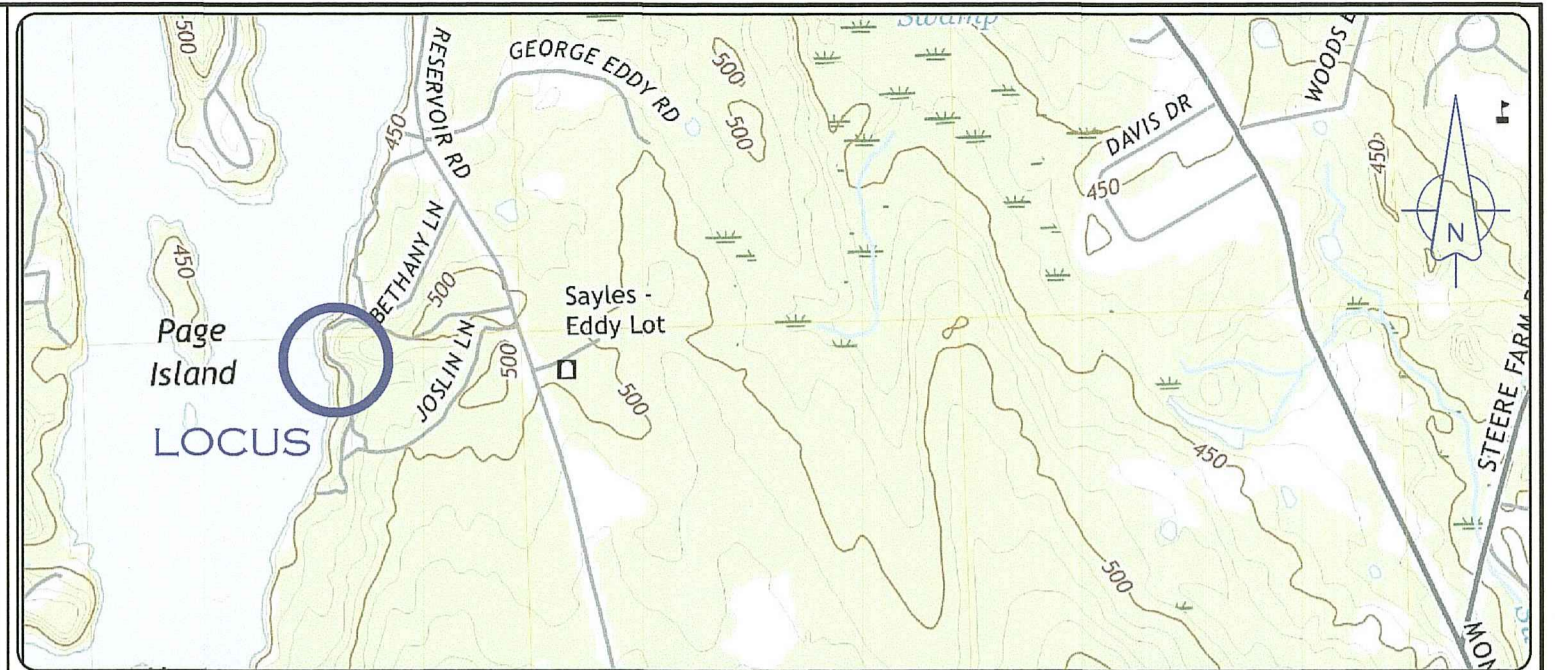 Swamp
500
RESERVOIR RD
GEORGE EDDY RD
500
500
WOODS
450
DAVIS DR
450
450
N
BETHANY LN
500
450
Page
Island
Sayles -
Eddy Lot
JOSLIN LN
500
500
LOCUS
STEERE FARM
450
500